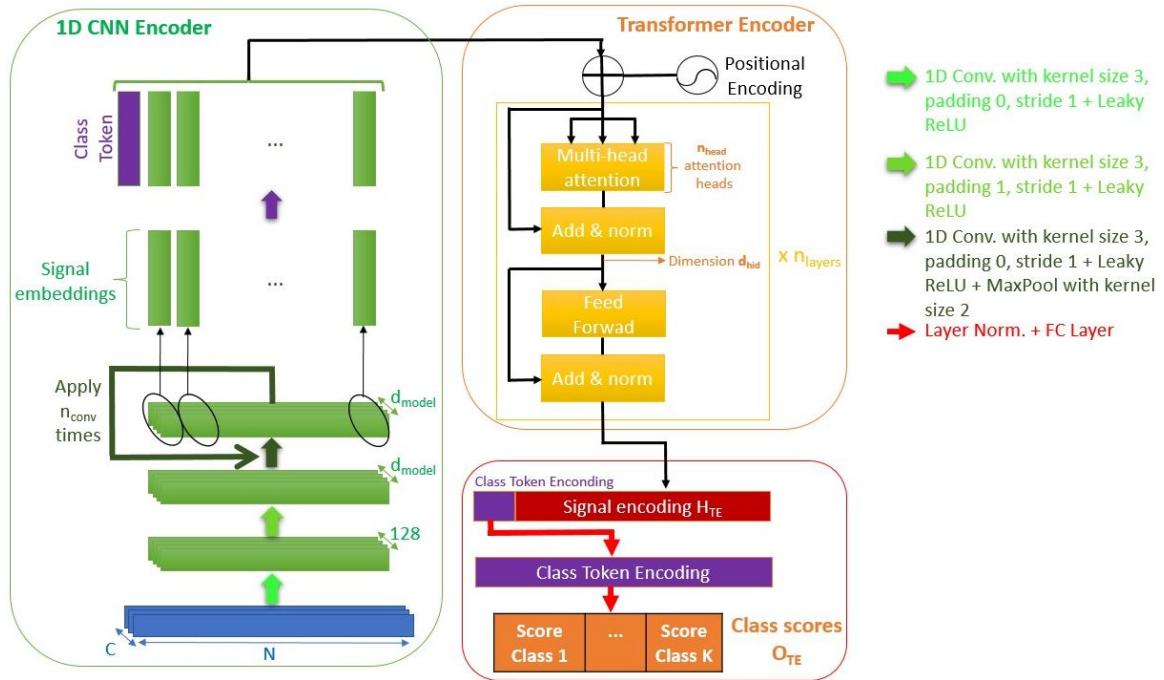 1D CNN Encoder
Class
Token
...
Signal
embeddings
...
Apply
n_conv
times
d_model
d_model
128
C
N
Transformer Encoder
Positional
Encoding
Multi-head
attention
n_head
attention
heads
Add & norm
Dimension d_hid
x n_layers
Feed
Forwad
Add & norm
Class Token Enconding
Signal encoding H_TE
Class Token Encoding
Score
Class 1
...
Score
Class K
Class scores
O_TE
1D Conv. with kernel size 3,
padding 0, stride 1 + Leaky
ReLU
1D Conv. with kernel size 3,
padding 1, stride 1 + Leaky
ReLU
1D Conv. with kernel size 3,
padding 0, stride 1 + Leaky
ReLU + MaxPool with kernel
size 2
Layer Norm. + FC Layer